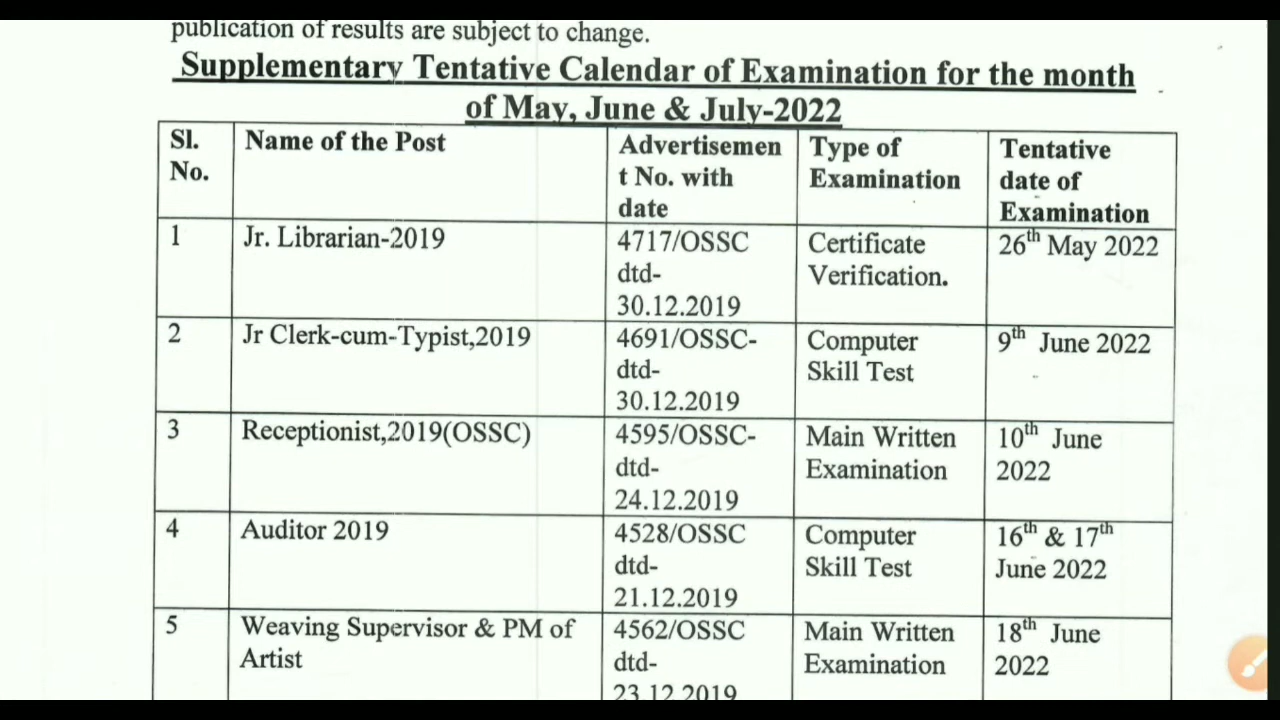 publication of results are subject to change.
Supplementary Tentative Calendar of Examination for the month
of May, June & July-2022
Sl. No. Name of the Post Advertisemen t No. with date Type of Examination Tentative date of Examination
1 Jr. Librarian-2019 4717/OSSC dtd- 30.12.2019 Certificate Verification. 26th May 2022
2 Jr Clerk-cum-Typist,2019 4691/OSSC- dtd- 30.12.2019 Computer Skill Test 9th June 2022
3 Receptionist,2019(OSSC) 4595/OSSC- dtd- 24.12.2019 Main Written Examination 10th June 2022
4 Auditor 2019 4528/OSSC dtd- 21.12.2019 Computer Skill Test 16th & 17th June 2022
5 Weaving Supervisor & PM of Artist 4562/OSSC dtd- 23.12.2019 Main Written Examination 18th June 2022